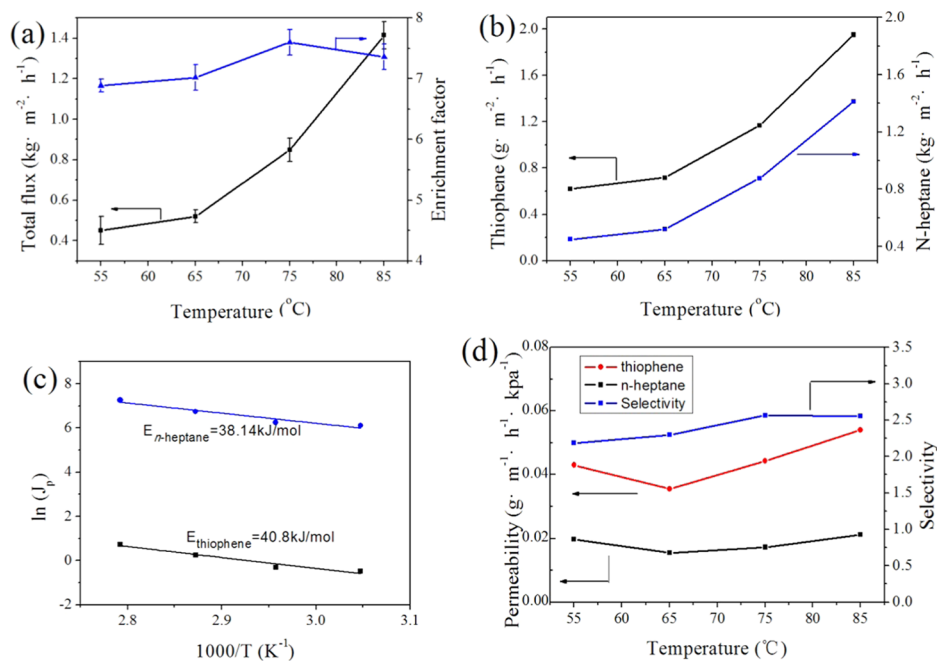 (a)
Total flux (kg· m⁻²· h⁻¹)
1.4
1.2
1.0
0.8
0.6
0.4
55 60 65 70 75 80 85
Temperature (°C)
8
7
6
5
4
Enrichment factor
(b)
Thiophene (g· m⁻²· h⁻¹)
2.0
1.6
1.2
0.8
0.4
0.0
55 60 65 70 75 80 85
Temperature (°C)
2.0
1.6
1.2
0.8
0.4
N-heptane (kg· m⁻²· h⁻¹)
(c)
ln (Jp)
8
6
4
2
0
-2
En-heptane=38.14kJ/mol
Ethiophene=40.8kJ/mol
2.8 2.9 3.0 3.1
1000/T (K⁻¹)
(d)
Permeability (g· m⁻¹· h⁻¹· kpa⁻¹)
0.08
0.06
0.04
0.02
0.00
thiophene
n-heptane
Selectivity
55 60 65 70 75 80 85
Temperature (℃)
3.5
3.0
2.5
2.0
1.5
1.0
0.5
0.0
Selectivity